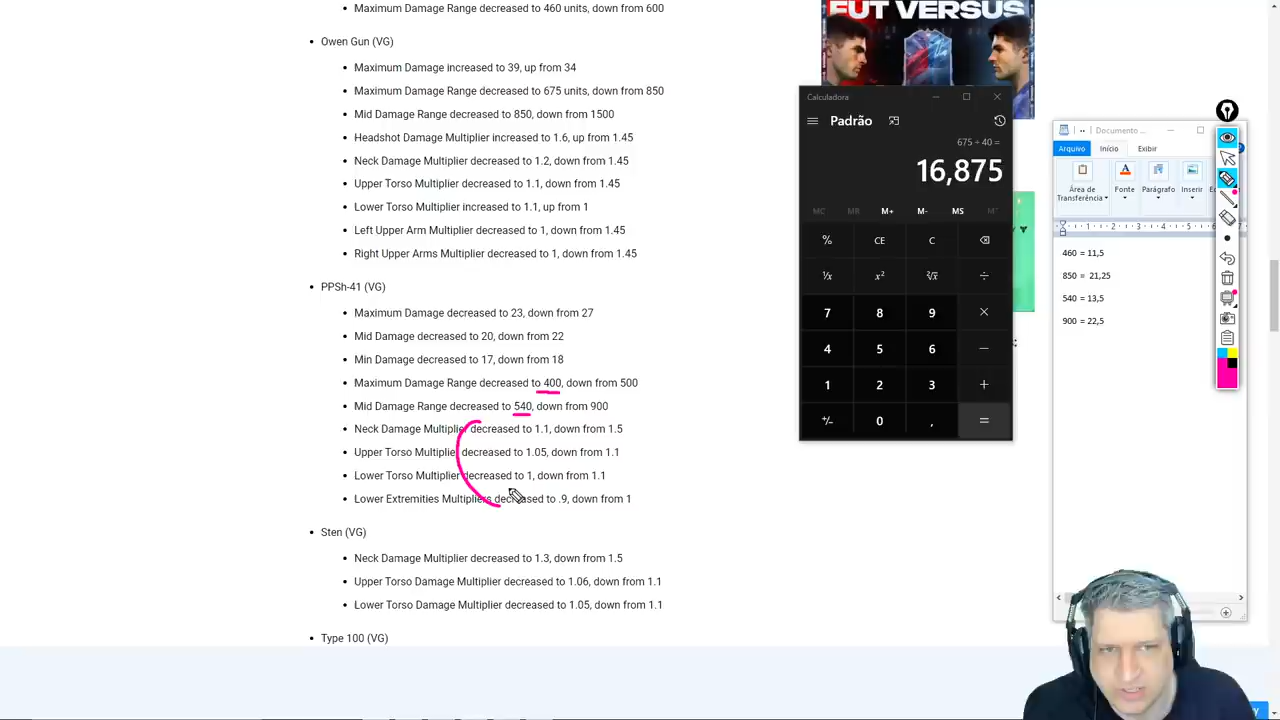 Maximum Damage Range decreased to 460 units, down from 600
Owen Gun (VG)
Maximum Damage increased to 39, up from 34
Maximum Damage Range decreased to 675 units, down from 850
Mid Damage Range decreased to 850, down from 1500
Headshot Damage Multiplier increased to 1.6, up from 1.45
Neck Damage Multiplier decreased to 1.2, down from 1.45
Upper Torso Multiplier decreased to 1.1, down from 1.45
Lower Torso Multiplier increased to 1.1, up from 1
Left Upper Arm Multiplier decreased to 1, down from 1.45
Right Upper Arms Multiplier decreased to 1, down from 1.45
PPSh-41 (VG)
Maximum Damage decreased to 23, down from 27
Mid Damage decreased to 20, down from 22
Min Damage decreased to 17, down from 18
Maximum Damage Range decreased to 400, down from 500
Mid Damage Range decreased to 540, down from 900
Neck Damage Multiplier decreased to 1.1, down from 1.5
Upper Torso Multiplier decreased to 1.05, down from 1.1
Lower Torso Multiplier decreased to 1, down from 1.1
Lower Extremities Multipliers decreased to .9, down from 1
Sten (VG)
Neck Damage Multiplier decreased to 1.3, down from 1.5
Upper Torso Damage Multiplier decreased to 1.06, down from 1.1
Lower Torso Damage Multiplier decreased to 1.05, down from 1.1
Type 100 (VG)
FUT VERSUS
Calculadora
Padrão
675 ÷ 40 =
16,875
MC MR M+ M- MS M˅
% CE C
¹/x x² ²√x ÷
7 8 9 ×
4 5 6 −
1 2 3 +
+/- 0 , =
Documento ...
Arquivo Início Exibir
Área de
Transferência
Fonte
Parágrafo
Inserir
1 2 3 4 5 6
460 = 11,5
850 = 21,25
540 = 13,5
900 = 22,5